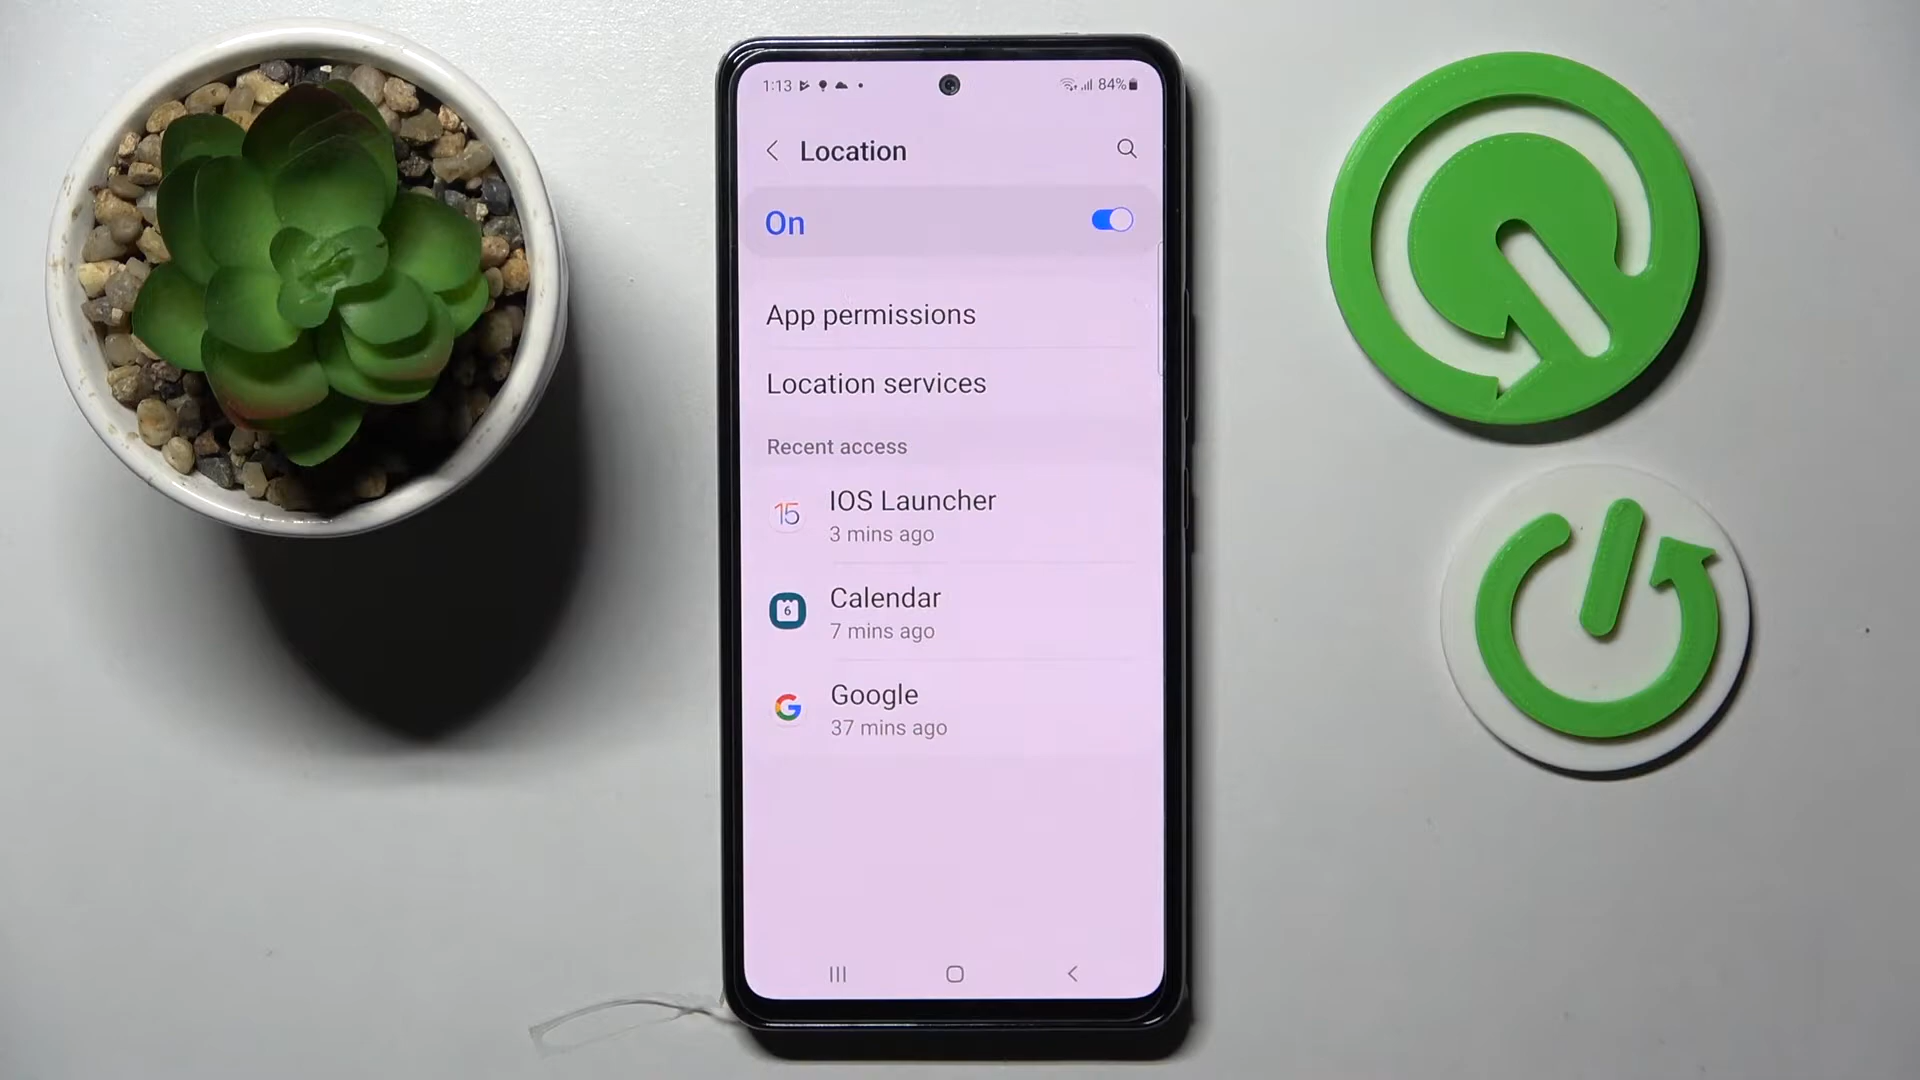 1:13
84%
Location
On
App permissions
Location services
Recent access
15
IOS Launcher
3 mins ago
6
Calendar
7 mins ago
G
Google
37 mins ago